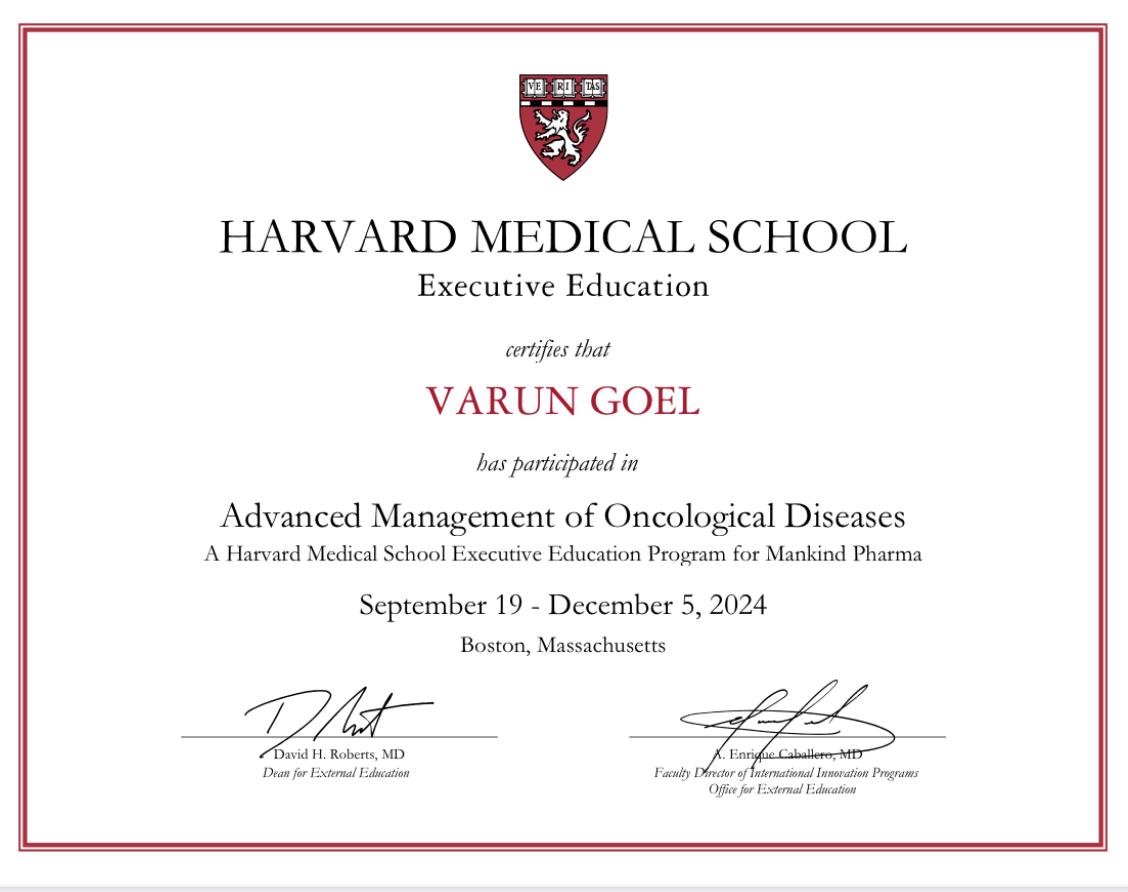 VE RI TAS
HARVARD MEDICAL SCHOOL
Executive Education
certifies that
VARUN GOEL
has participated in
Advanced Management of Oncological Diseases
A Harvard Medical School Executive Education Program for Mankind Pharma
September 19 - December 5, 2024
Boston, Massachusetts
David H. Roberts, MD
Dean for External Education
A. Enrique Caballero, MD
Faculty Director of International Innovation Programs
Office for External Education